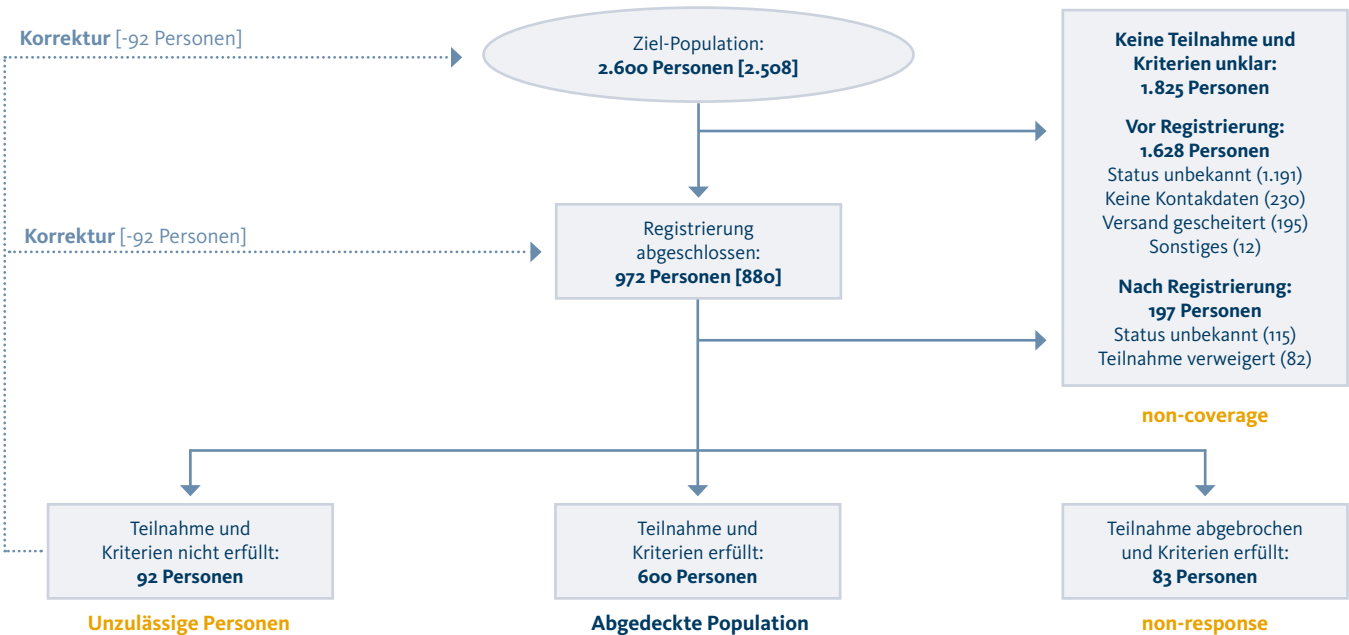 Korrektur [-92 Personen]
Ziel-Population:
2.600 Personen [2.508]
Keine Teilnahme und
Kriterien unklar:
1.825 Personen
Vor Registrierung:
1.628 Personen
Status unbekannt (1.191)
Keine Kontakdaten (230)
Versand gescheitert (195)
Sonstiges (12)
Nach Registrierung:
197 Personen
Status unbekannt (115)
Teilnahme verweigert (82)
non-coverage
Korrektur [-92 Personen]
Registrierung
abgeschlossen:
972 Personen [880]
Teilnahme und
Kriterien nicht erfüllt:
92 Personen
Unzulässige Personen
Teilnahme und
Kriterien erfüllt:
600 Personen
Abgedeckte Population
Teilnahme abgebrochen
und Kriterien erfüllt:
83 Personen
non-response